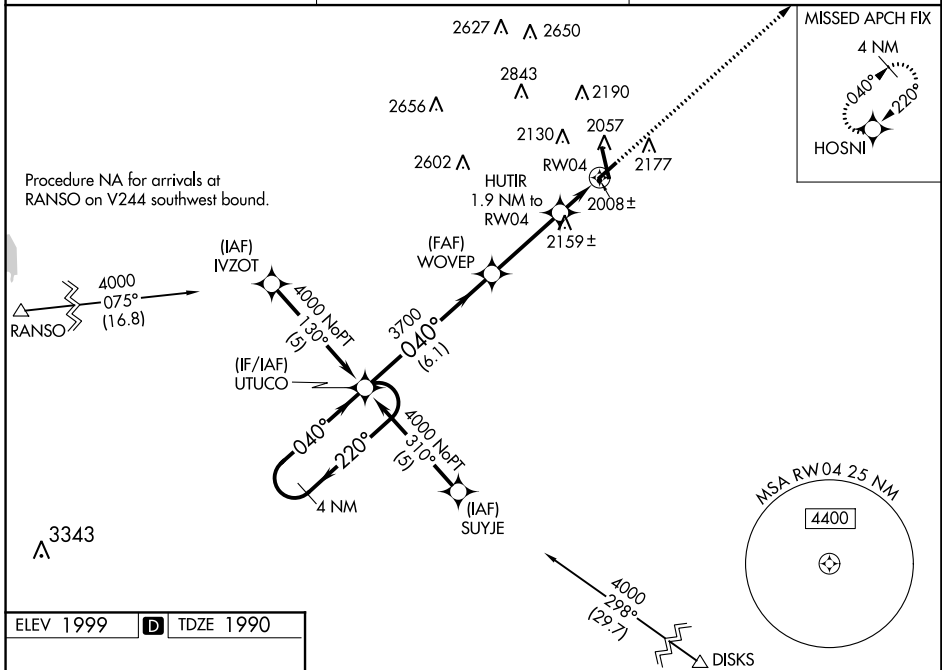 MISSED APCH FIX
4 NM
040°
220°
HOSNI
2627
2650
2843
2190
2656
2130
2057
2602
RW04
2177
HUTIR
1.9 NM to
RW04
2008±
2159±
Procedure NA for arrivals at
RANSO on V244 southwest bound.
(FAF)
WOVEP
(IAF)
IVZOT
4000
075°
(16.8)
RANSO
4000 NoPT
130°
(5)
3700
040°
(6.1)
(IF/IAF)
UTUCO
040°
220°
4 NM
4000 NoPT
310°
(5)
(IAF)
SUYJE
MSA RW04 25 NM
4400
3343
4000
298°
(29.7)
DISKS
ELEV 1999 D TDZE 1990